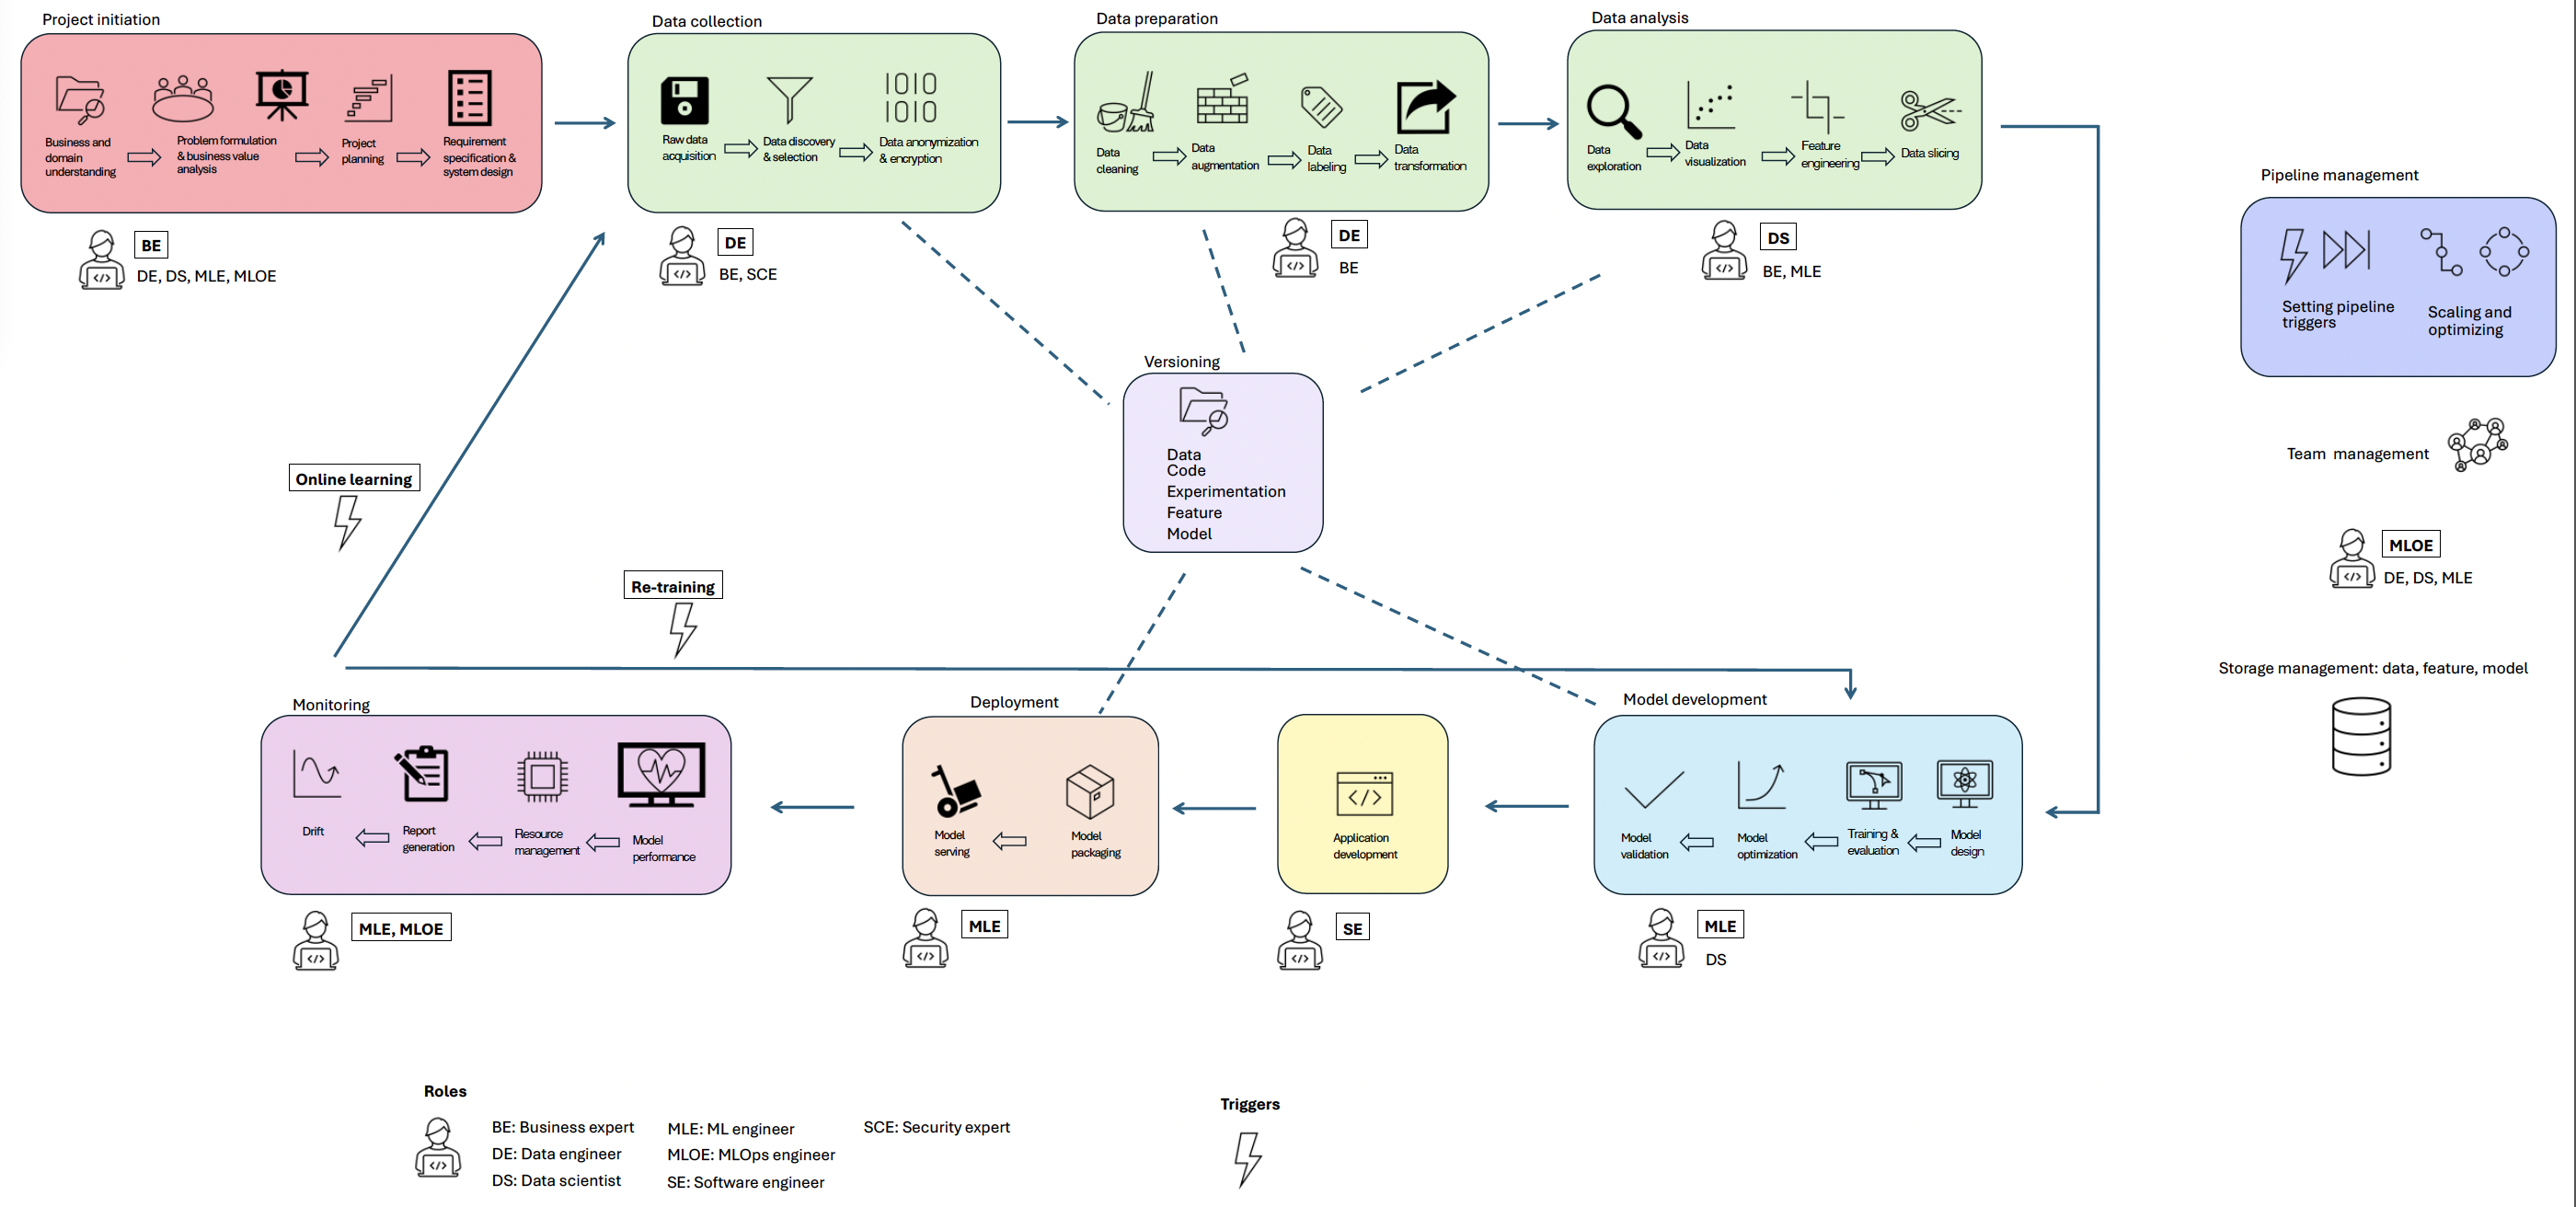 Project initiation
Business and
domain
understanding
Problem formulation
& business value
analysis
Project
planning
Requirement
specification &
system design
BE
DE, DS, MLE, MLOE
Data collection
Raw data
acquisition
Data discovery
& selection
Data anonymization
& encryption
1010
1010
DE
BE, SCE
Data preparation
Data
cleaning
Data
augmentation
Data
labeling
Data
transformation
DE
BE
Data analysis
Data
exploration
Data
visualization
Feature
engineering
Data slicing
DS
BE, MLE
Pipeline management
Setting pipeline
triggers
Scaling and
optimizing
Team management
MLOE
DE, DS, MLE
Storage management: data, feature, model
Versioning
Data
Code
Experimentation
Feature
Model
Online learning
Re-training
Monitoring
Drift
Report
generation
Resource
management
Model
performance
MLE, MLOE
Deployment
Model
serving
Model
packaging
MLE
Application
development
SE
Model development
Model
validation
Model
optimization
Training &
evaluation
Model
design
MLE
DS
Roles
BE: Business expert
DE: Data engineer
DS: Data scientist
MLE: ML engineer
MLOE: MLOps engineer
SE: Software engineer
SCE: Security expert
Triggers